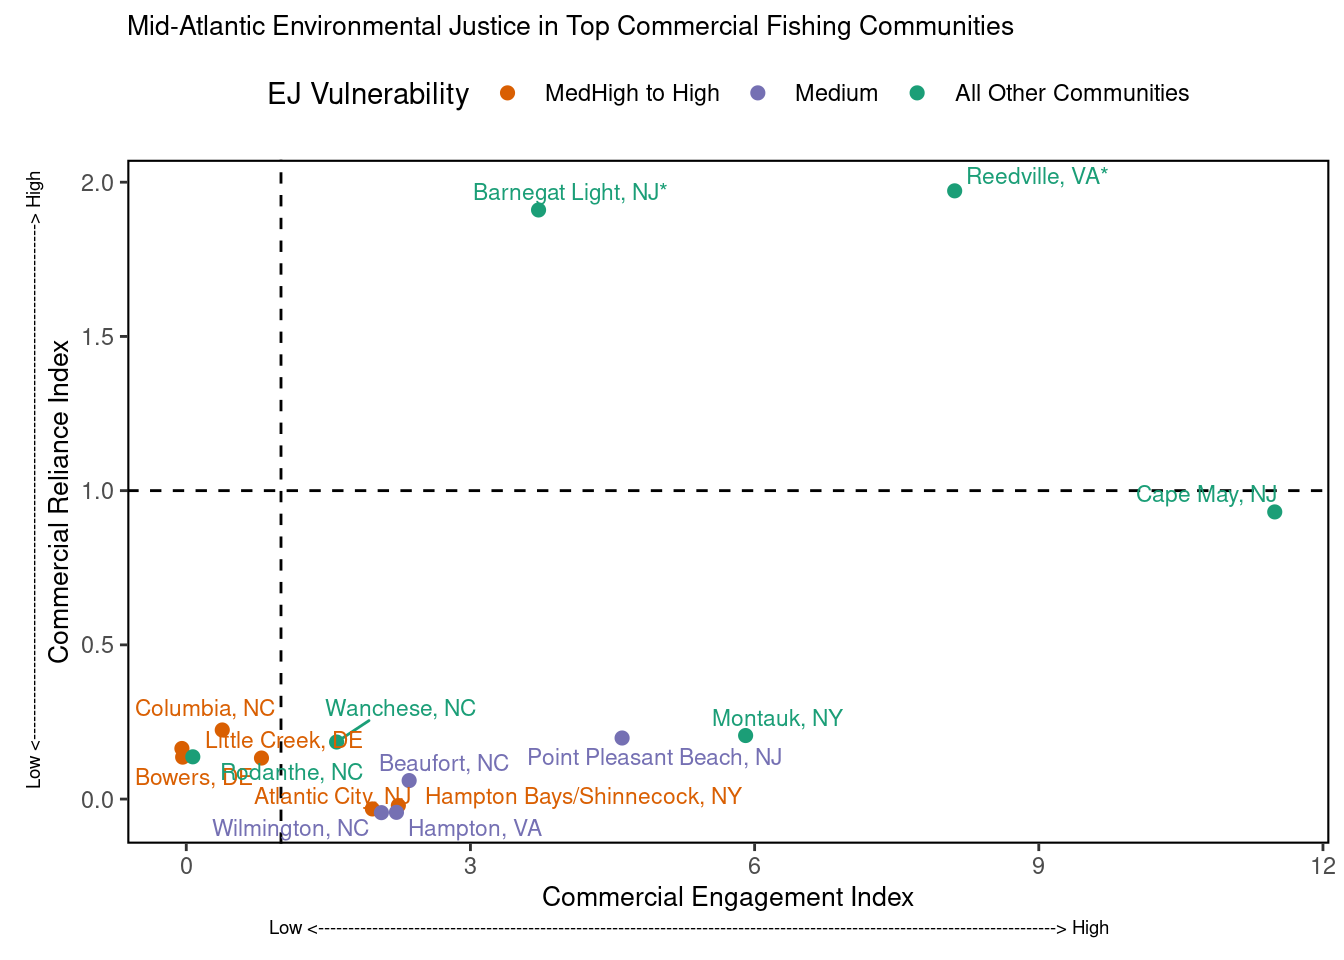 Mid-Atlantic Environmental Justice in Top Commercial Fishing Communities
EJ Vulnerability MedHigh to High Medium All Other Communities
Low <----------------------------------------------------------------------------> High
Commercial Reliance Index
2.0
1.5
1.0
0.5
0.0
Barnegat Light, NJ*
Reedville, VA*
Cape May, NJ
Columbia, NC
Wanchese, NC
Montauk, NY
Little Creek, DE
Point Pleasant Beach, NJ
Beaufort, NC
Rodanthe, NC
Bowers, DE
Atlantic City, NJ
Hampton Bays/Shinnecock, NY
Wilmington, NC
Hampton, VA
0 3 6 9 12
Commercial Engagement Index
Low <----------------------------------------------------------------------------------------------------------------------------> High